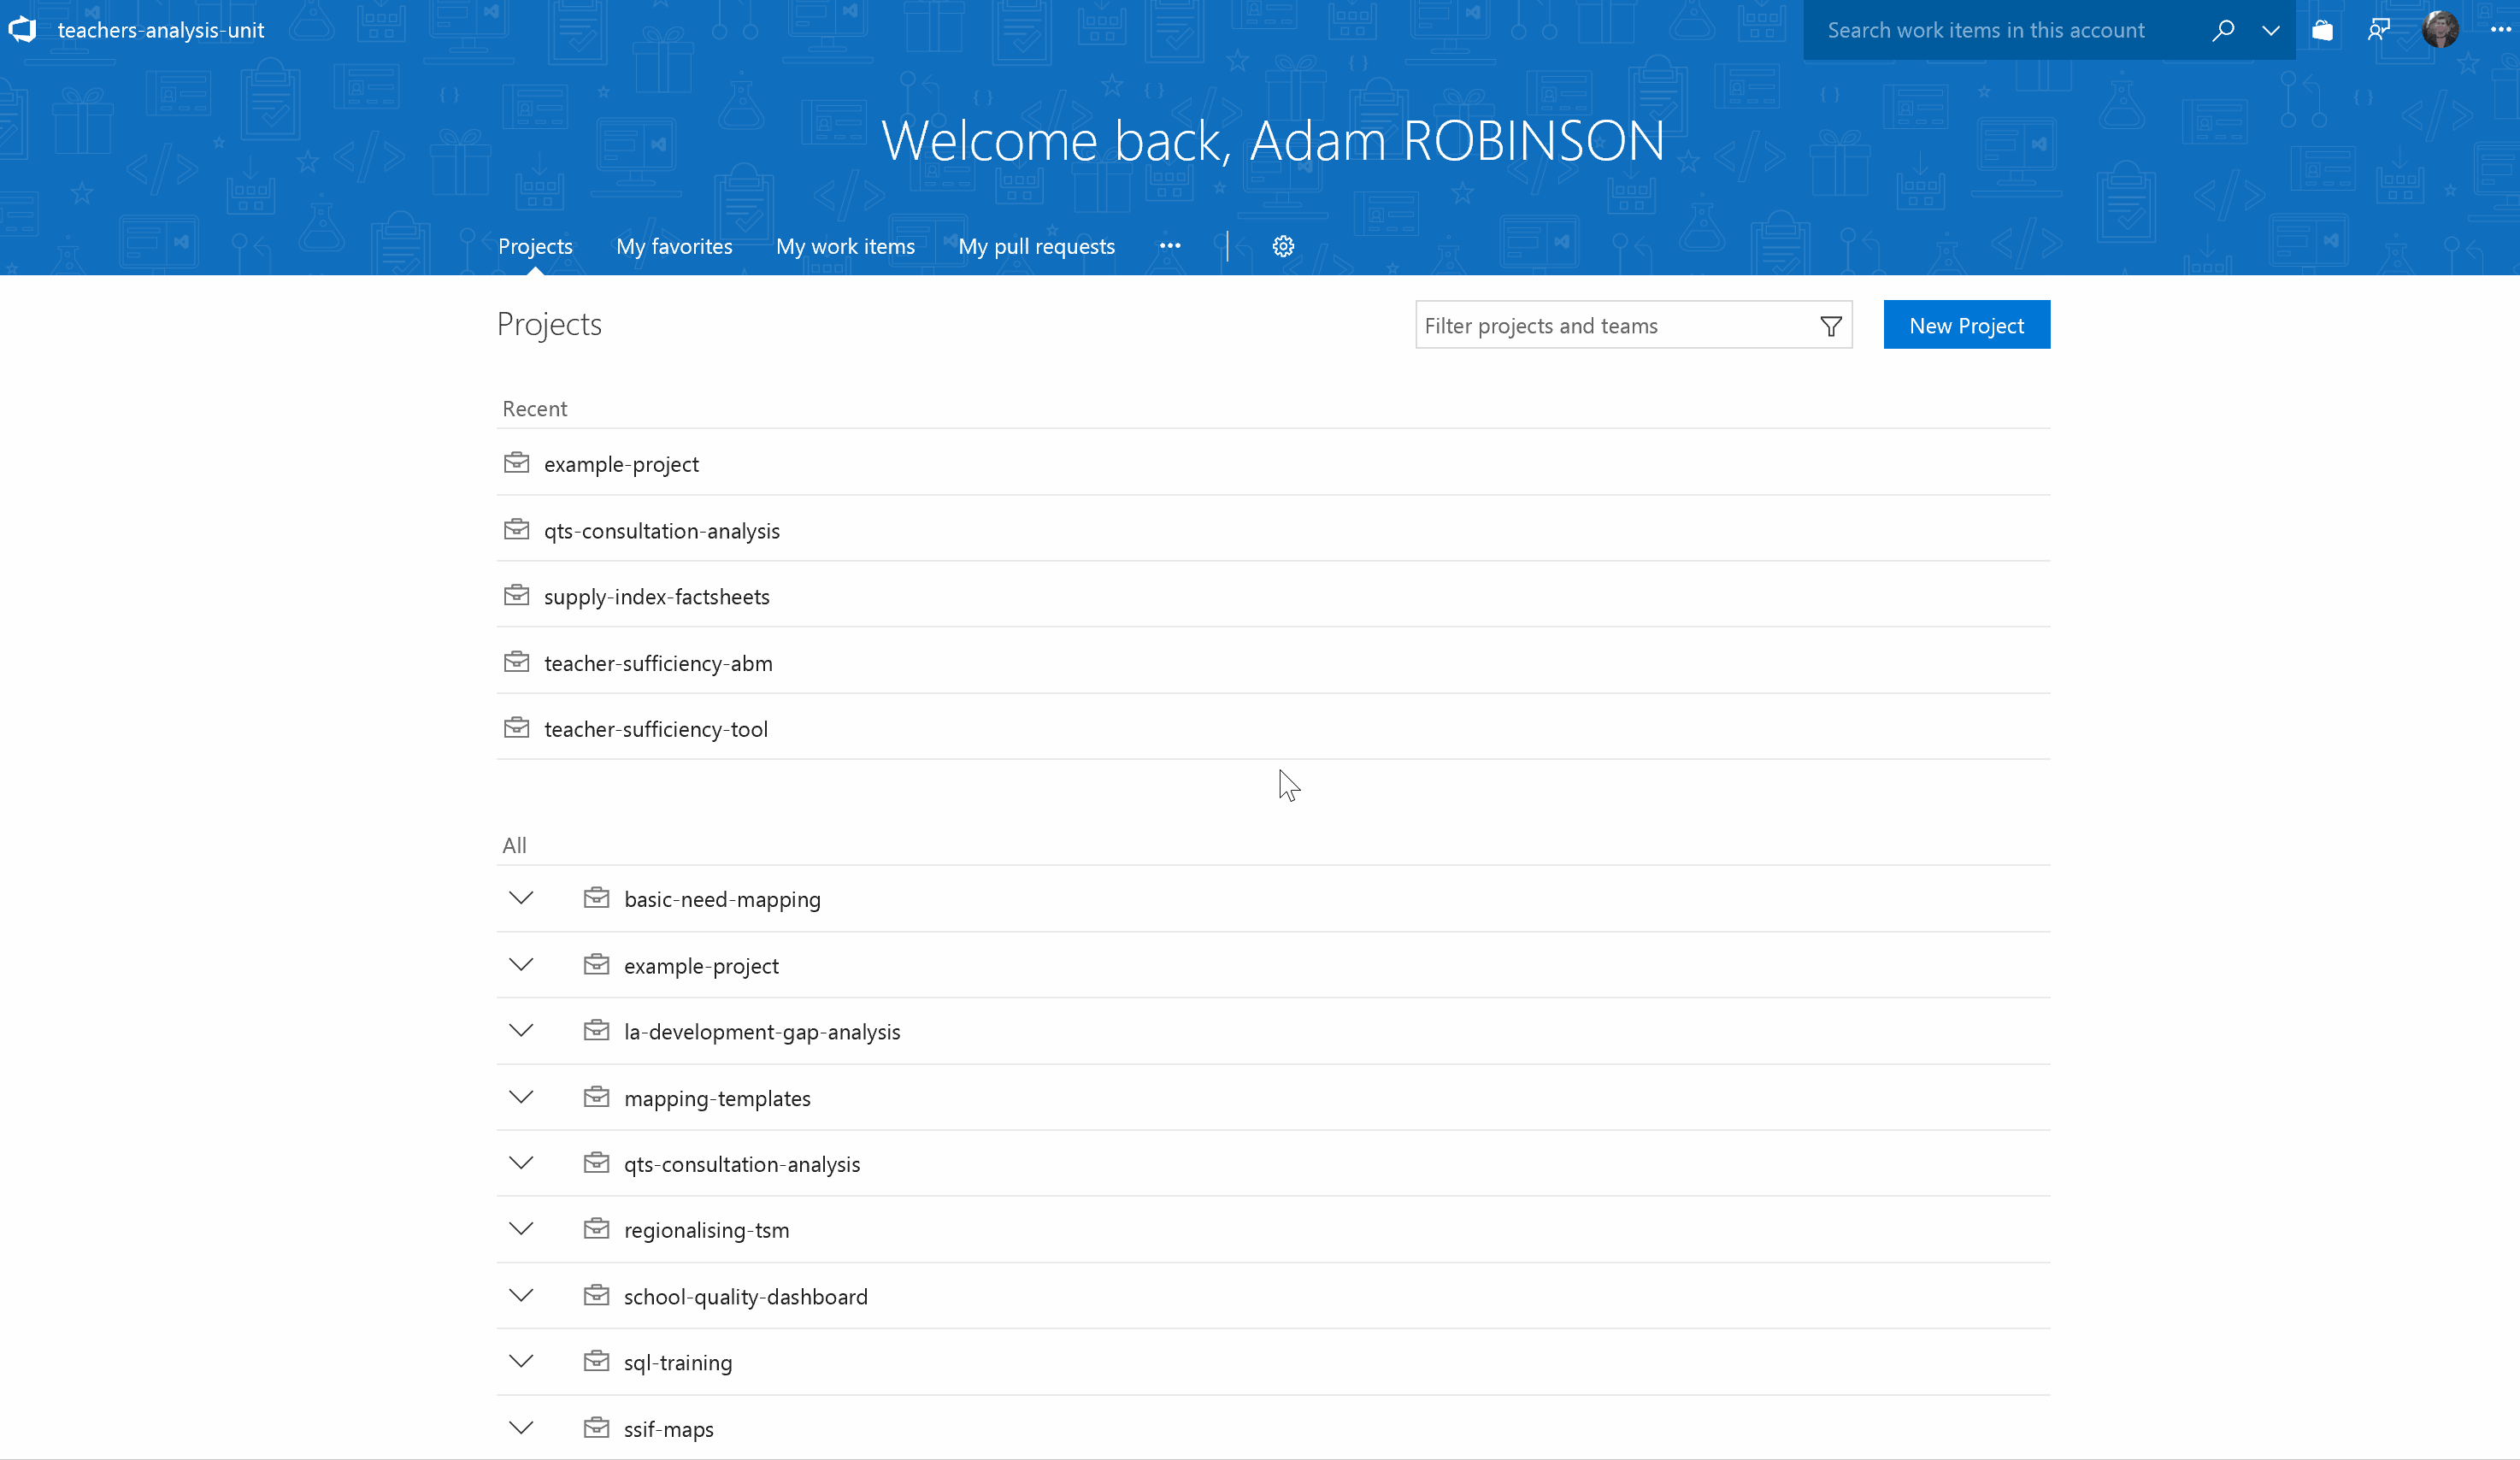 teachers-analysis-unit
Search work items in this account
Welcome back, Adam ROBINSON
Projects My favorites My work items My pull requests
Projects
Filter projects and teams
New Project
Recent
example-project
qts-consultation-analysis
supply-index-factsheets
teacher-sufficiency-abm
teacher-sufficiency-tool
All
basic-need-mapping
example-project
la-development-gap-analysis
mapping-templates
qts-consultation-analysis
regionalising-tsm
school-quality-dashboard
sql-training
ssif-maps